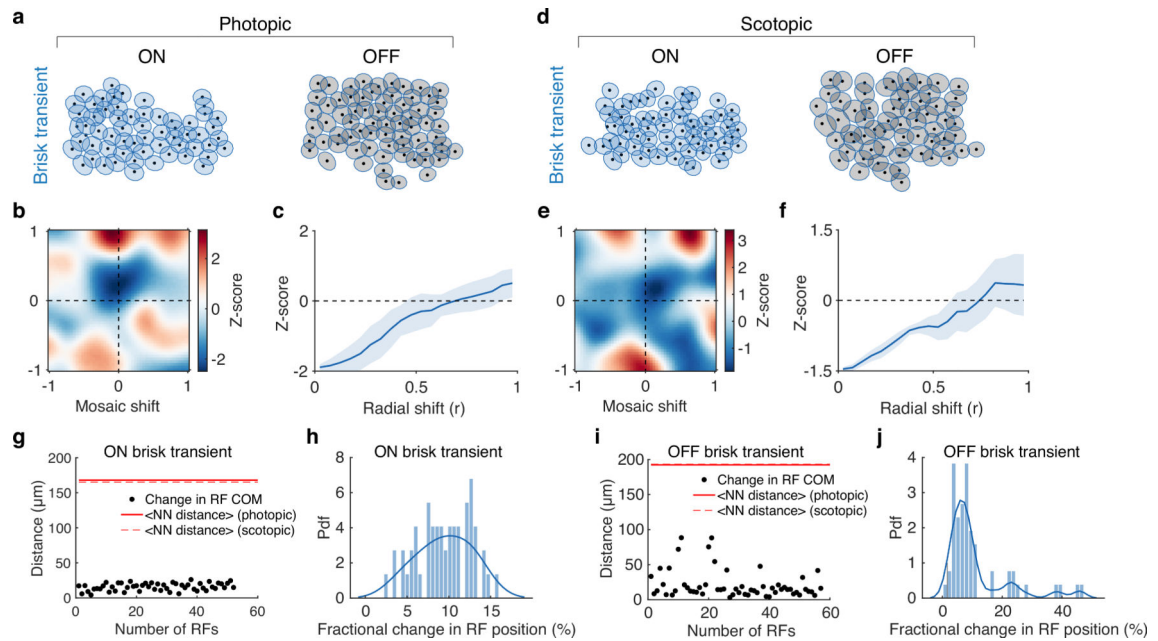 a
Photopic
ON
OFF
Brisk transient
d
Scotopic
ON
OFF
Brisk transient
b
1
0
-1
-1
0
1
Mosaic shift
2
0
-2
Z-score
c
2
0
-2
Z-score
0
0.5
1
Radial shift (r)
e
1
0
-1
-1
0
1
Mosaic shift
3
2
1
0
-1
Z-score
f
1.5
0
-1.5
Z-score
0
0.5
1
Radial shift (r)
g
ON brisk transient
200
150
100
50
0
Distance (µm)
Change in RF COM
<NN distance> (photopic)
<NN distance> (scotopic)
0
20
40
60
Number of RFs
h
ON brisk transient
8
6
4
2
0
Pdf
0
5
10
15
Fractional change in RF position (%)
i
OFF brisk transient
200
150
100
50
0
Distance (µm)
Change in RF COM
<NN distance> (photopic)
<NN distance> (scotopic)
0
20
40
60
Number of RFs
j
OFF brisk transient
4
3
2
1
0
Pdf
0
20
40
Fractional change in RF position (%)